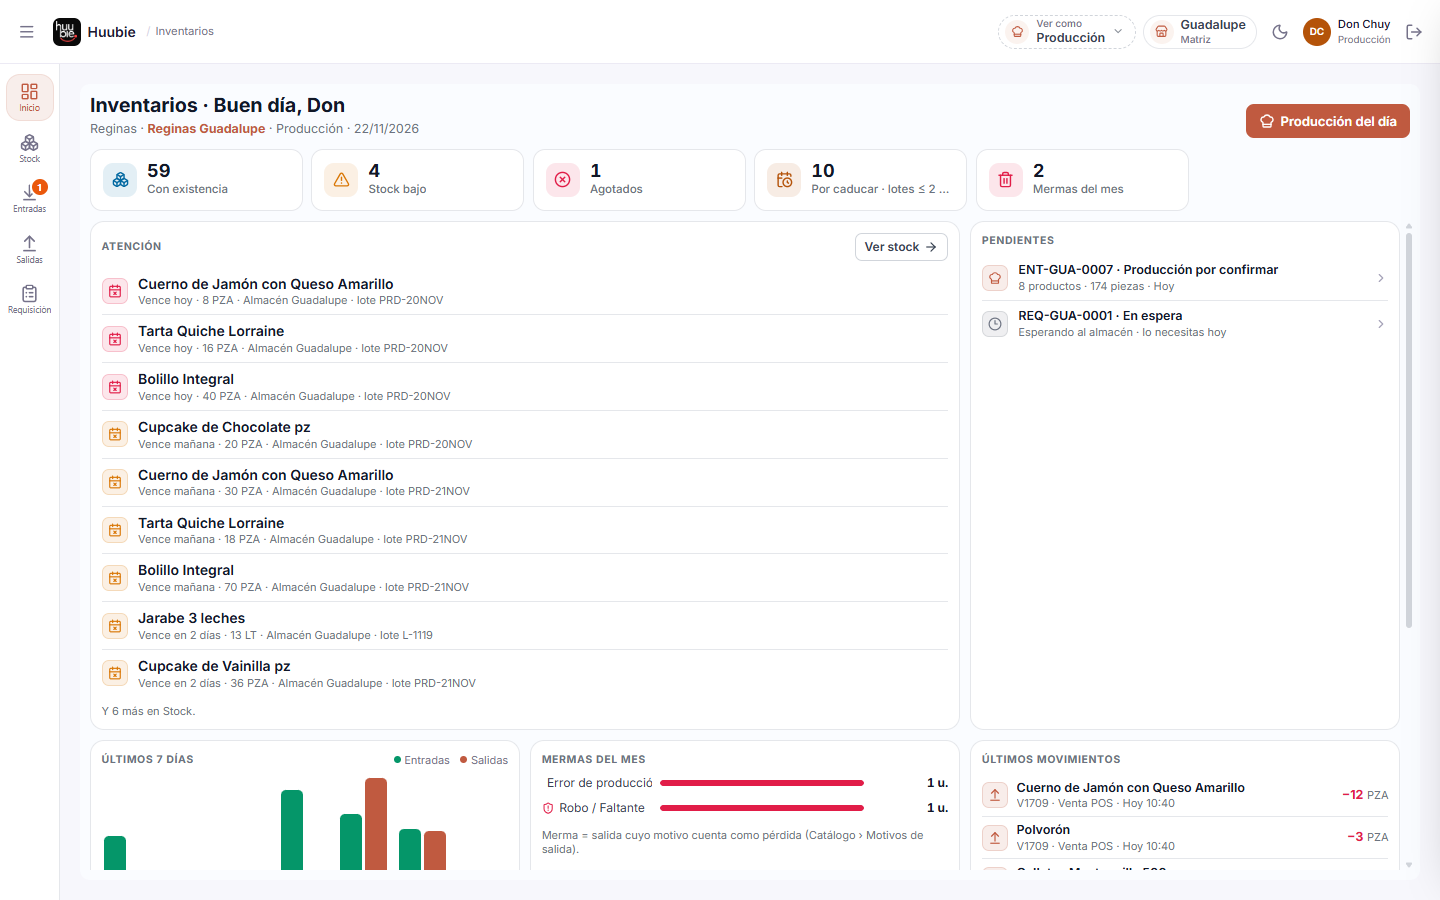 huu
bie
Huubie
/ Inventarios
Ver como
Producción
Guadalupe
Matriz
DC
Don Chuy
Producción
Inicio
Stock
1
Entradas
Salidas
Requisición
Inventarios · Buen día, Don
Reginas · Reginas Guadalupe · Producción · 22/11/2026
Producción del día
59
Con existencia
4
Stock bajo
1
Agotados
10
Por caducar · lotes ≤ 2 ...
2
Mermas del mes
ATENCIÓN
Ver stock
Cuerno de Jamón con Queso Amarillo
Vence hoy · 8 PZA · Almacén Guadalupe · lote PRD-20NOV
Tarta Quiche Lorraine
Vence hoy · 16 PZA · Almacén Guadalupe · lote PRD-20NOV
Bolillo Integral
Vence hoy · 40 PZA · Almacén Guadalupe · lote PRD-20NOV
Cupcake de Chocolate pz
Vence mañana · 20 PZA · Almacén Guadalupe · lote PRD-20NOV
Cuerno de Jamón con Queso Amarillo
Vence mañana · 30 PZA · Almacén Guadalupe · lote PRD-21NOV
Tarta Quiche Lorraine
Vence mañana · 18 PZA · Almacén Guadalupe · lote PRD-21NOV
Bolillo Integral
Vence mañana · 70 PZA · Almacén Guadalupe · lote PRD-21NOV
Jarabe 3 leches
Vence en 2 días · 13 LT · Almacén Guadalupe · lote L-1119
Cupcake de Vainilla pz
Vence en 2 días · 36 PZA · Almacén Guadalupe · lote PRD-21NOV
Y 6 más en Stock.
PENDIENTES
ENT-GUA-0007 · Producción por confirmar
8 productos · 174 piezas · Hoy
REQ-GUA-0001 · En espera
Esperando al almacén · lo necesitas hoy
ÚLTIMOS 7 DÍAS
Entradas
Salidas
MERMAS DEL MES
Error de producció
1 u.
Robo / Faltante
1 u.
Merma = salida cuyo motivo cuenta como pérdida (Catálogo › Motivos de
salida).
ÚLTIMOS MOVIMIENTOS
Cuerno de Jamón con Queso Amarillo
V1709 · Venta POS · Hoy 10:40
−12 PZA
Polvorón
V1709 · Venta POS · Hoy 10:40
−3 PZA